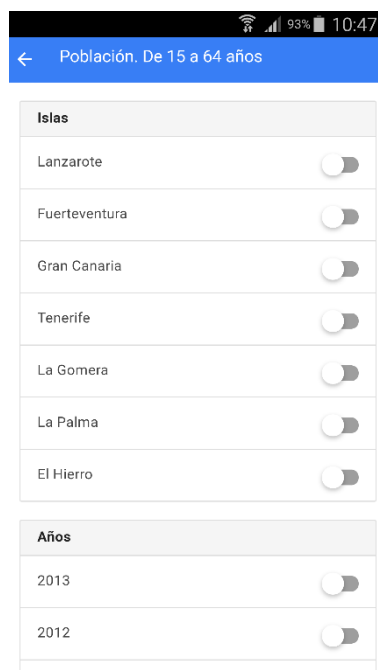 93% 10:47
Población. De 15 a 64 años
Islas
Lanzarote
Fuerteventura
Gran Canaria
Tenerife
La Gomera
La Palma
El Hierro
Años
2013
2012